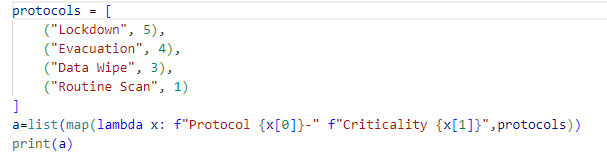 protocols = [
    ("Lockdown", 5),
    ("Evacuation", 4),
    ("Data Wipe", 3),
    ("Routine Scan", 1)
]
a=list(map(lambda x: f"Protocol {x[0]}-" f"Criticality {x[1]}",protocols))
print(a)